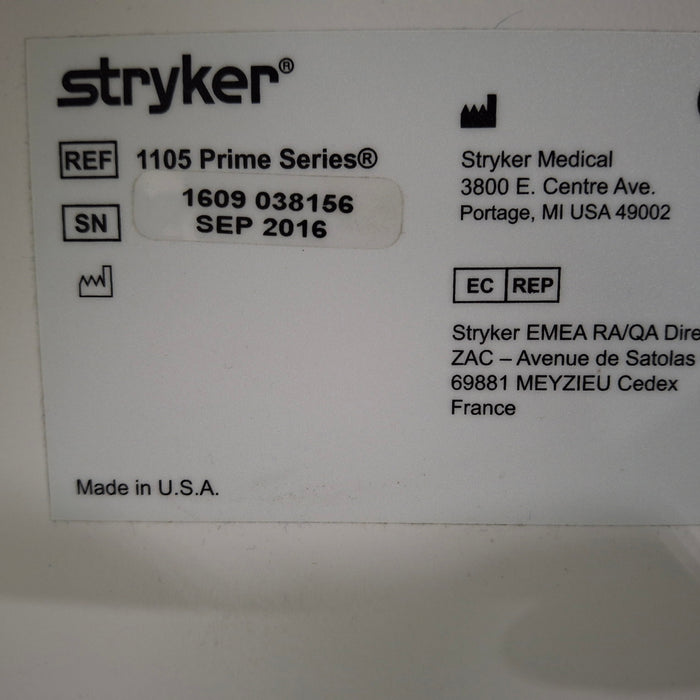 stryker®
REF 1105 Prime Series®
SN 1609 038156
SEP 2016
Made in U.S.A.
Stryker Medical
3800 E. Centre Ave.
Portage, MI USA 49002
EC REP
Stryker EMEA RA/QA Dire
ZAC – Avenue de Satolas
69881 MEYZIEU Cedex
France